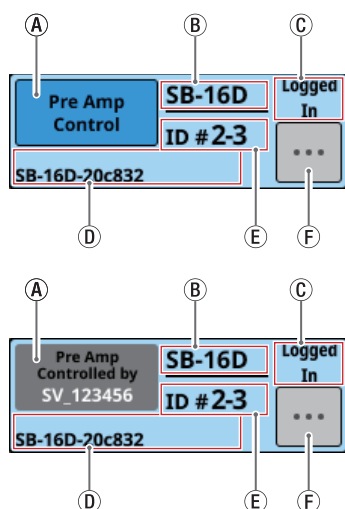 A B C
Pre Amp
Control
SB-16D
Logged
In
ID #2-3
•••
SB-16D-20c832
D E F
A B C
Pre Amp
Controlled by
SV_123456
SB-16D
Logged
In
ID #2-3
•••
SB-16D-20c832
D E F